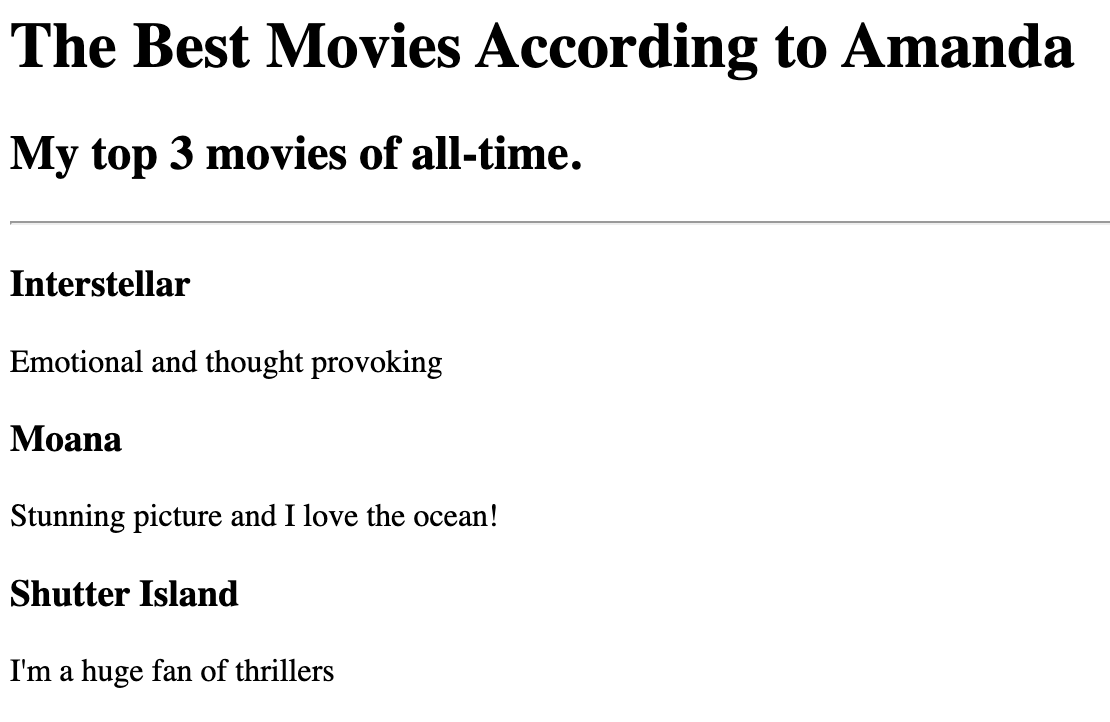 The Best Movies According to Amanda
My top 3 movies of all-time.
Interstellar
Emotional and thought provoking
Moana
Stunning picture and I love the ocean!
Shutter Island
I'm a huge fan of thrillers